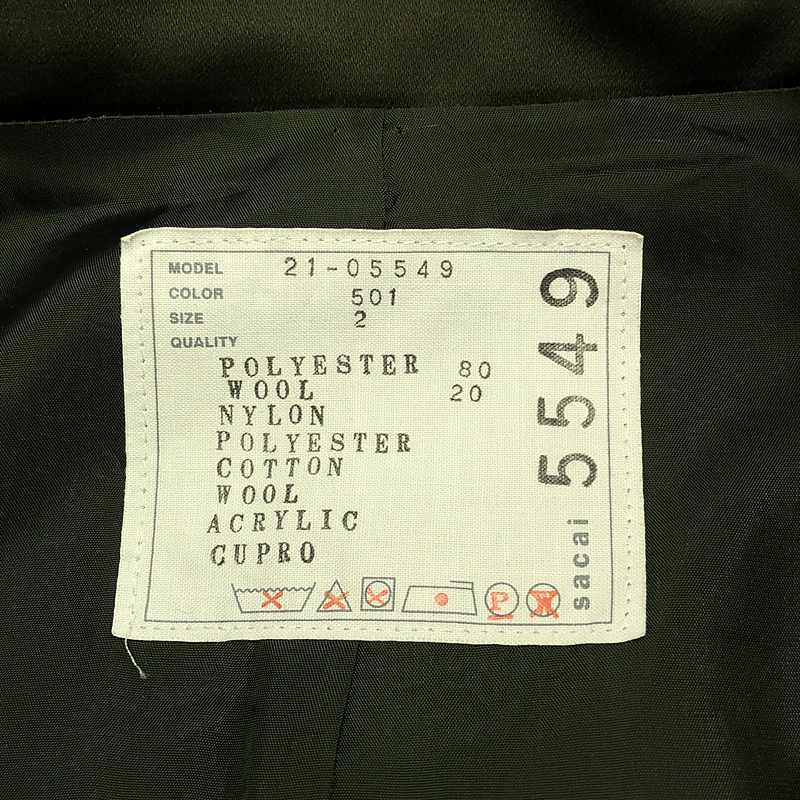 MODEL 21-05549
COLOR 501
SIZE 2
QUALITY
POLYESTER 80
WOOL 20
NYLON
POLYESTER
COTTON
WOOL
ACRYLIC
CUPRO
P W
sacai 5549